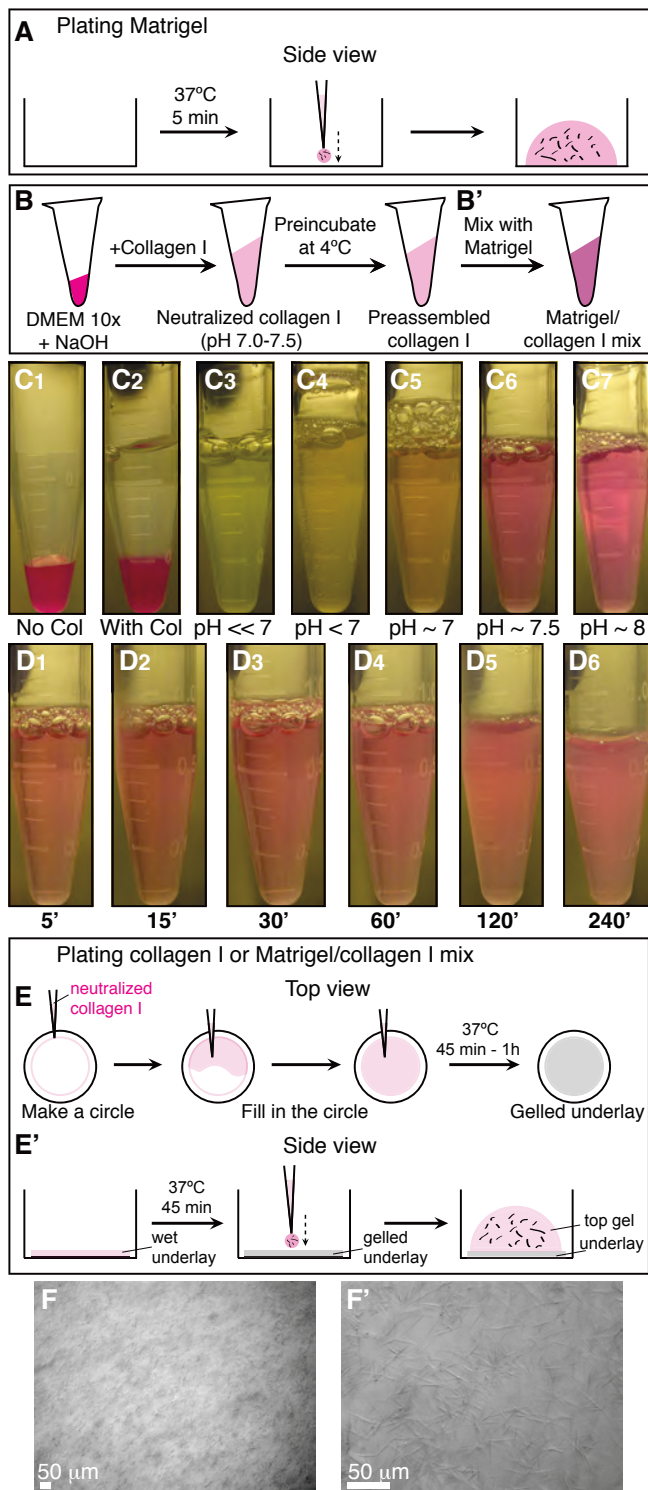 A Plating Matrigel
Side view
37ºC
5 min
B
B'
+Collagen I
Preincubate
at 4ºC
Mix with
Matrigel
DMEM 10x
+ NaOH
Neutralized collagen I
(pH 7.0-7.5)
Preassembled
collagen I
Matrigel/
collagen I mix
C1 C2 C3 C4 C5 C6 C7
No Col With Col pH << 7 pH < 7 pH ~ 7 pH ~ 7.5 pH ~ 8
D1 D2 D3 D4 D5 D6
5' 15' 30' 60' 120' 240'
Plating collagen I or Matrigel/collagen I mix
E
neutralized
collagen I
Top view
37ºC
45 min - 1h
Make a circle Fill in the circle Gelled underlay
E'
Side view
37ºC
45 min
wet
underlay
gelled
underlay
top gel
underlay
F F'
50 µm 50 µm